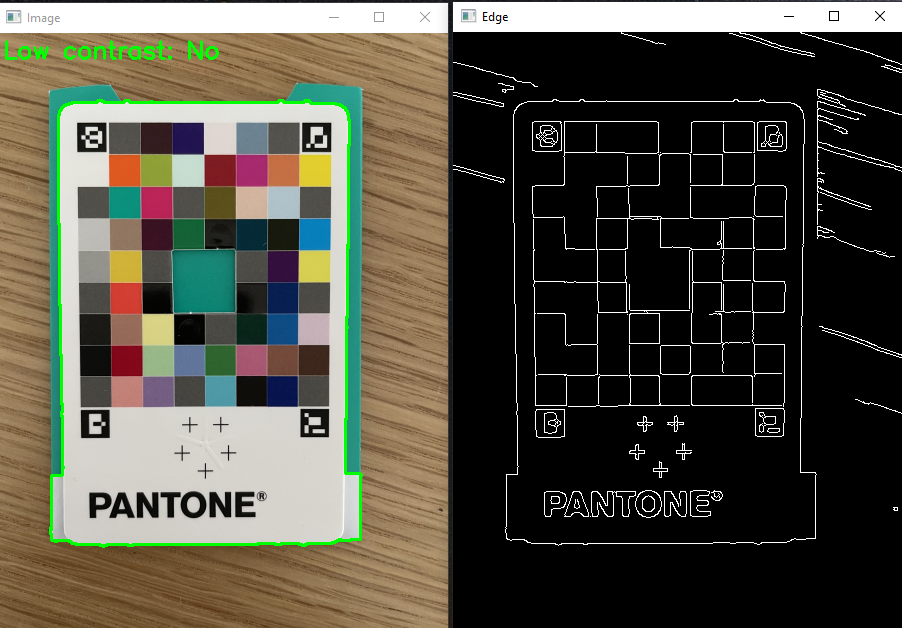 Image
Edge
Low contrast: No
PANTONE®
PANTONE®